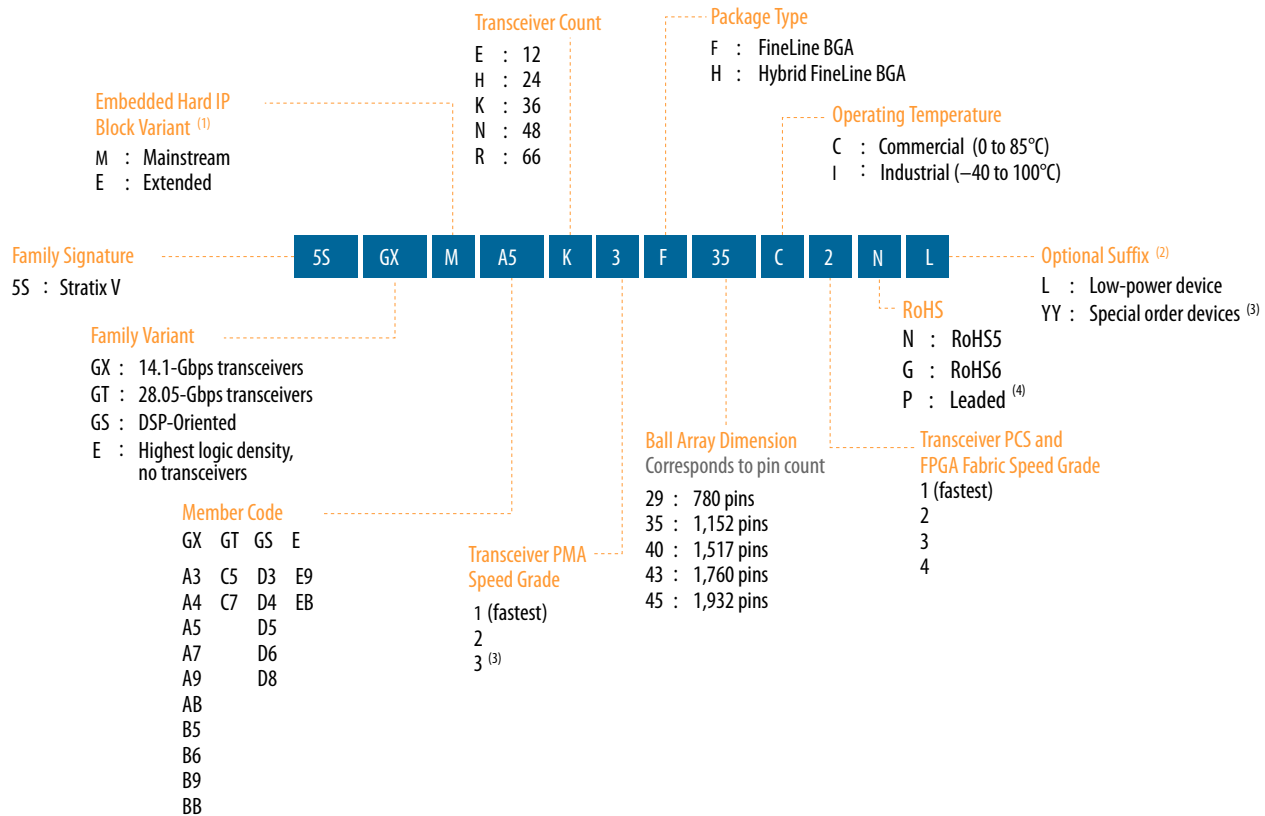 Transceiver Count
E : 12
H : 24
K : 36
N : 48
R : 66
Package Type
F : FineLine BGA
H : Hybrid FineLine BGA
Embedded Hard IP
Block Variant (1)
M : Mainstream
E : Extended
Operating Temperature
C : Commercial (0 to 85°C)
I : Industrial (–40 to 100°C)
Family Signature
5S : Stratix V
5S GX M A5 K 3 F 35 C 2 N L
Optional Suffix (2)
L : Low-power device
YY : Special order devices (3)
RoHS
N : RoHS5
G : RoHS6
P : Leaded (4)
Family Variant
GX : 14.1-Gbps transceivers
GT : 28.05-Gbps transceivers
GS : DSP-Oriented
E : Highest logic density,
no transceivers
Member Code
GX GT GS E
A3 C5 D3 E9
A4 C7 D4 EB
A5 D5
A7 D6
A9 D8
AB
B5
B6
B9
BB
Transceiver PMA
Speed Grade
1 (fastest)
2
3 (3)
Ball Array Dimension
Corresponds to pin count
29 : 780 pins
35 : 1,152 pins
40 : 1,517 pins
43 : 1,760 pins
45 : 1,932 pins
Transceiver PCS and
FPGA Fabric Speed Grade
1 (fastest)
2
3
4